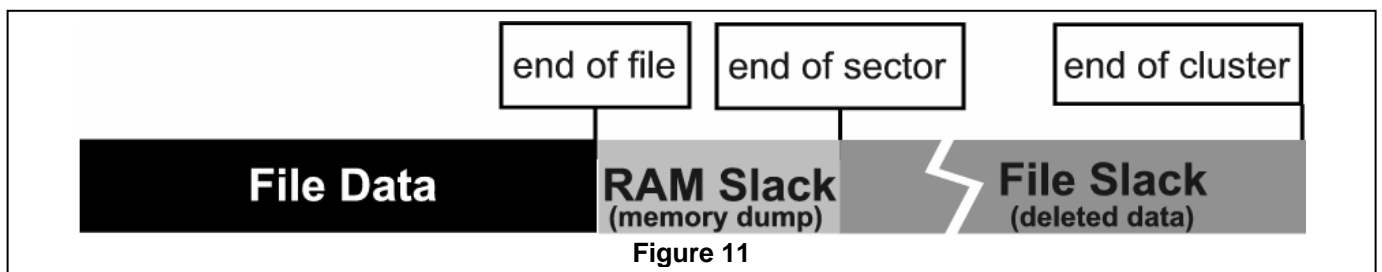 end of file
end of sector
end of cluster
File Data
RAM Slack
(memory dump)
File Slack
(deleted data)
Figure 11